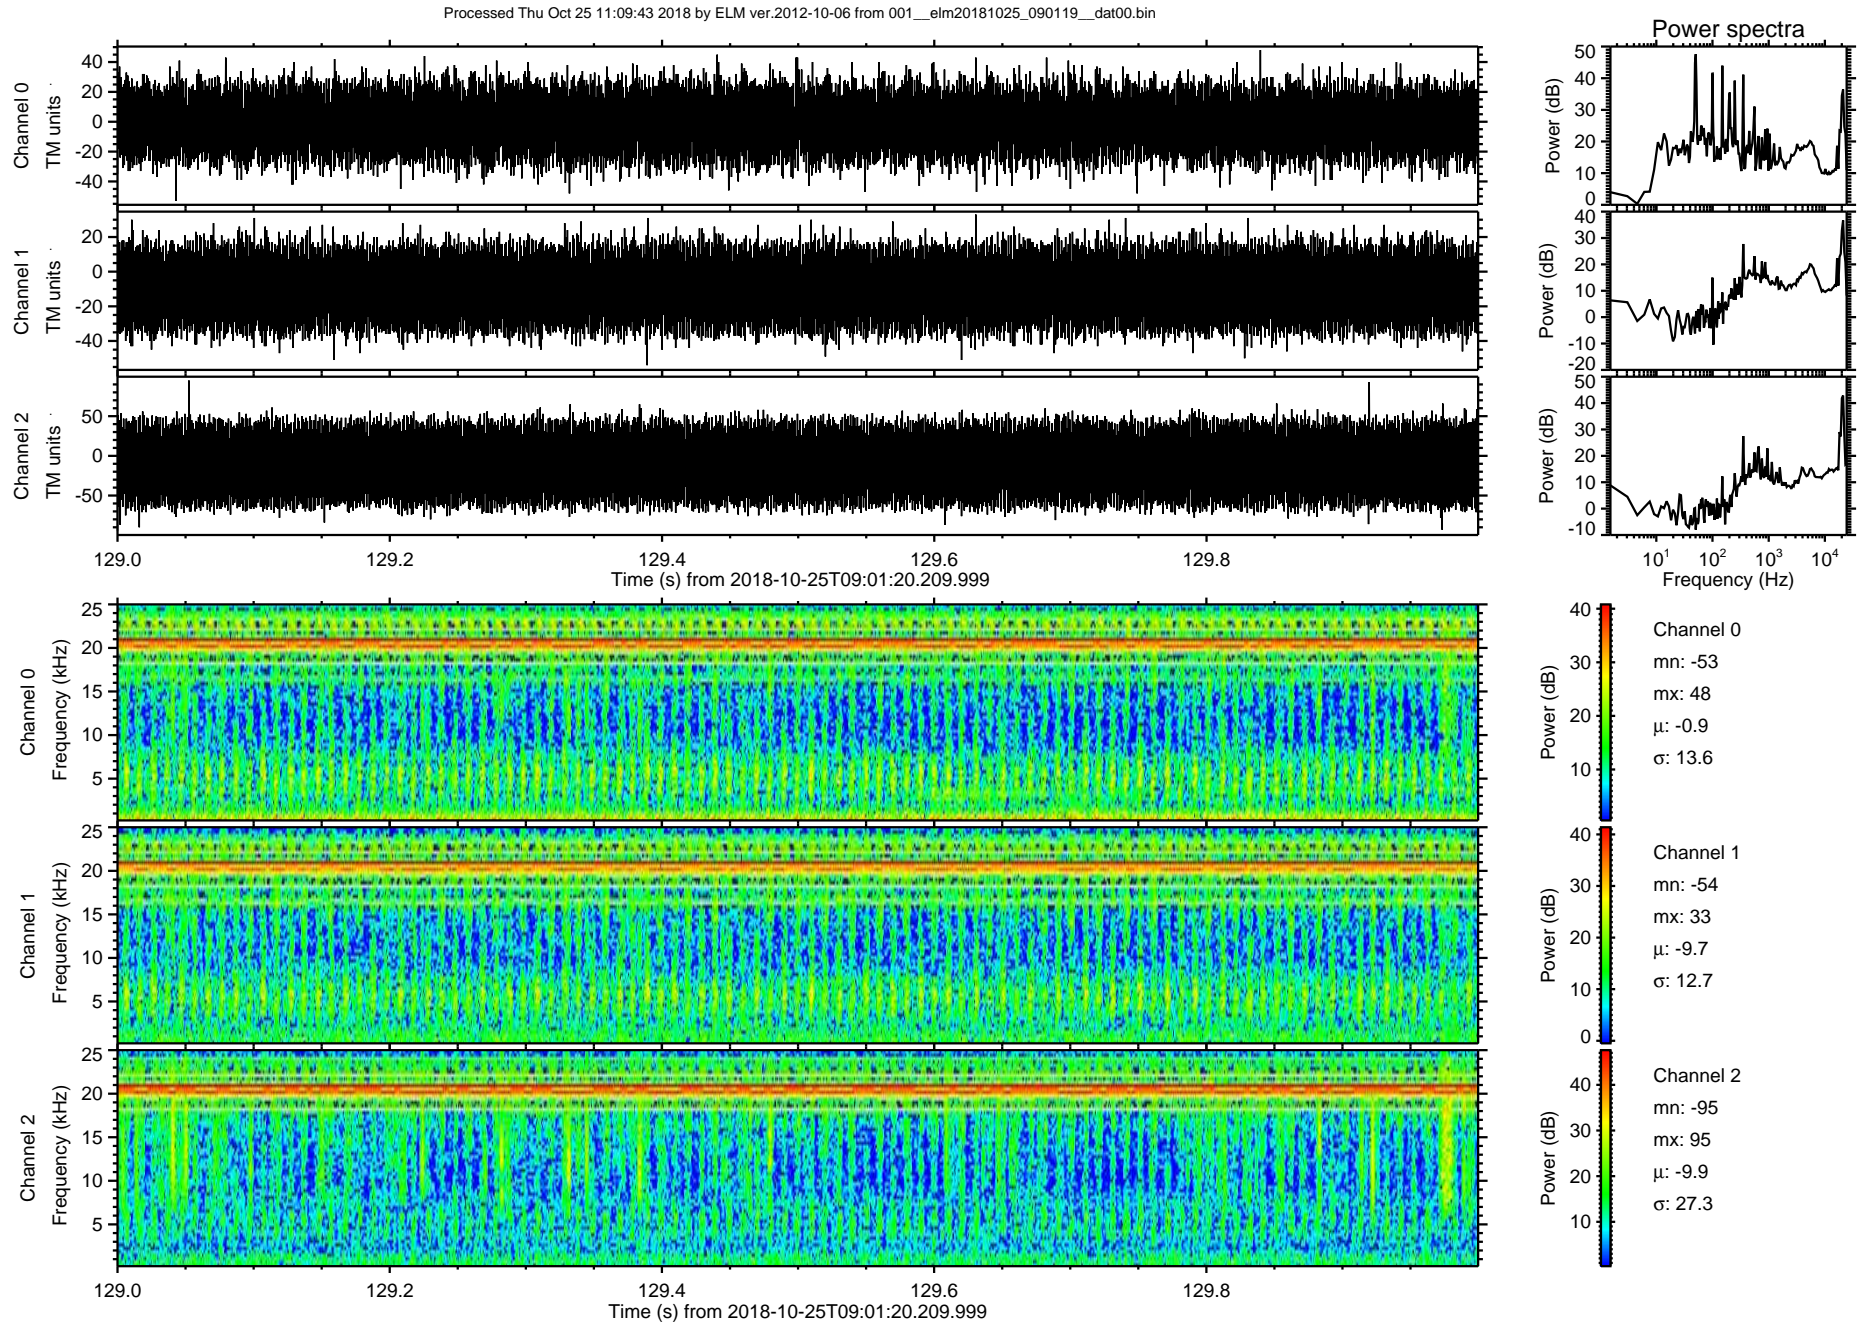 Processed Thu Oct 25 11:09:43 2018 by ELM ver.2012-10-06 from 001__elm20181025_090119__dat00.bin
Power spectra
Channel 0
TM units
40
20
0
-20
-40
Power (dB)
50
40
30
20
10
0
Channel 1
TM units
20
0
-20
-40
Power (dB)
40
30
20
10
0
-10
-20
Channel 2
TM units
50
0
-50
Power (dB)
50
40
30
20
10
0
-10
129.0 129.2 129.4 129.6 129.8
Time (s) from 2018-10-25T09:01:20.209.999
10^1 10^2 10^3 10^4
Frequency (Hz)
Channel 0
Frequency (kHz)
25
20
15
10
5
Power (dB)
40
30
20
10
Channel 0
mn: -53
mx: 48
μ: -0.9
σ: 13.6
Channel 1
Frequency (kHz)
25
20
15
10
5
Power (dB)
40
30
20
10
0
Channel 1
mn: -54
mx: 33
μ: -9.7
σ: 12.7
Channel 2
Frequency (kHz)
25
20
15
10
5
Power (dB)
40
30
20
10
Channel 2
mn: -95
mx: 95
μ: -9.9
σ: 27.3
129.0 129.2 129.4 129.6 129.8
Time (s) from 2018-10-25T09:01:20.209.999